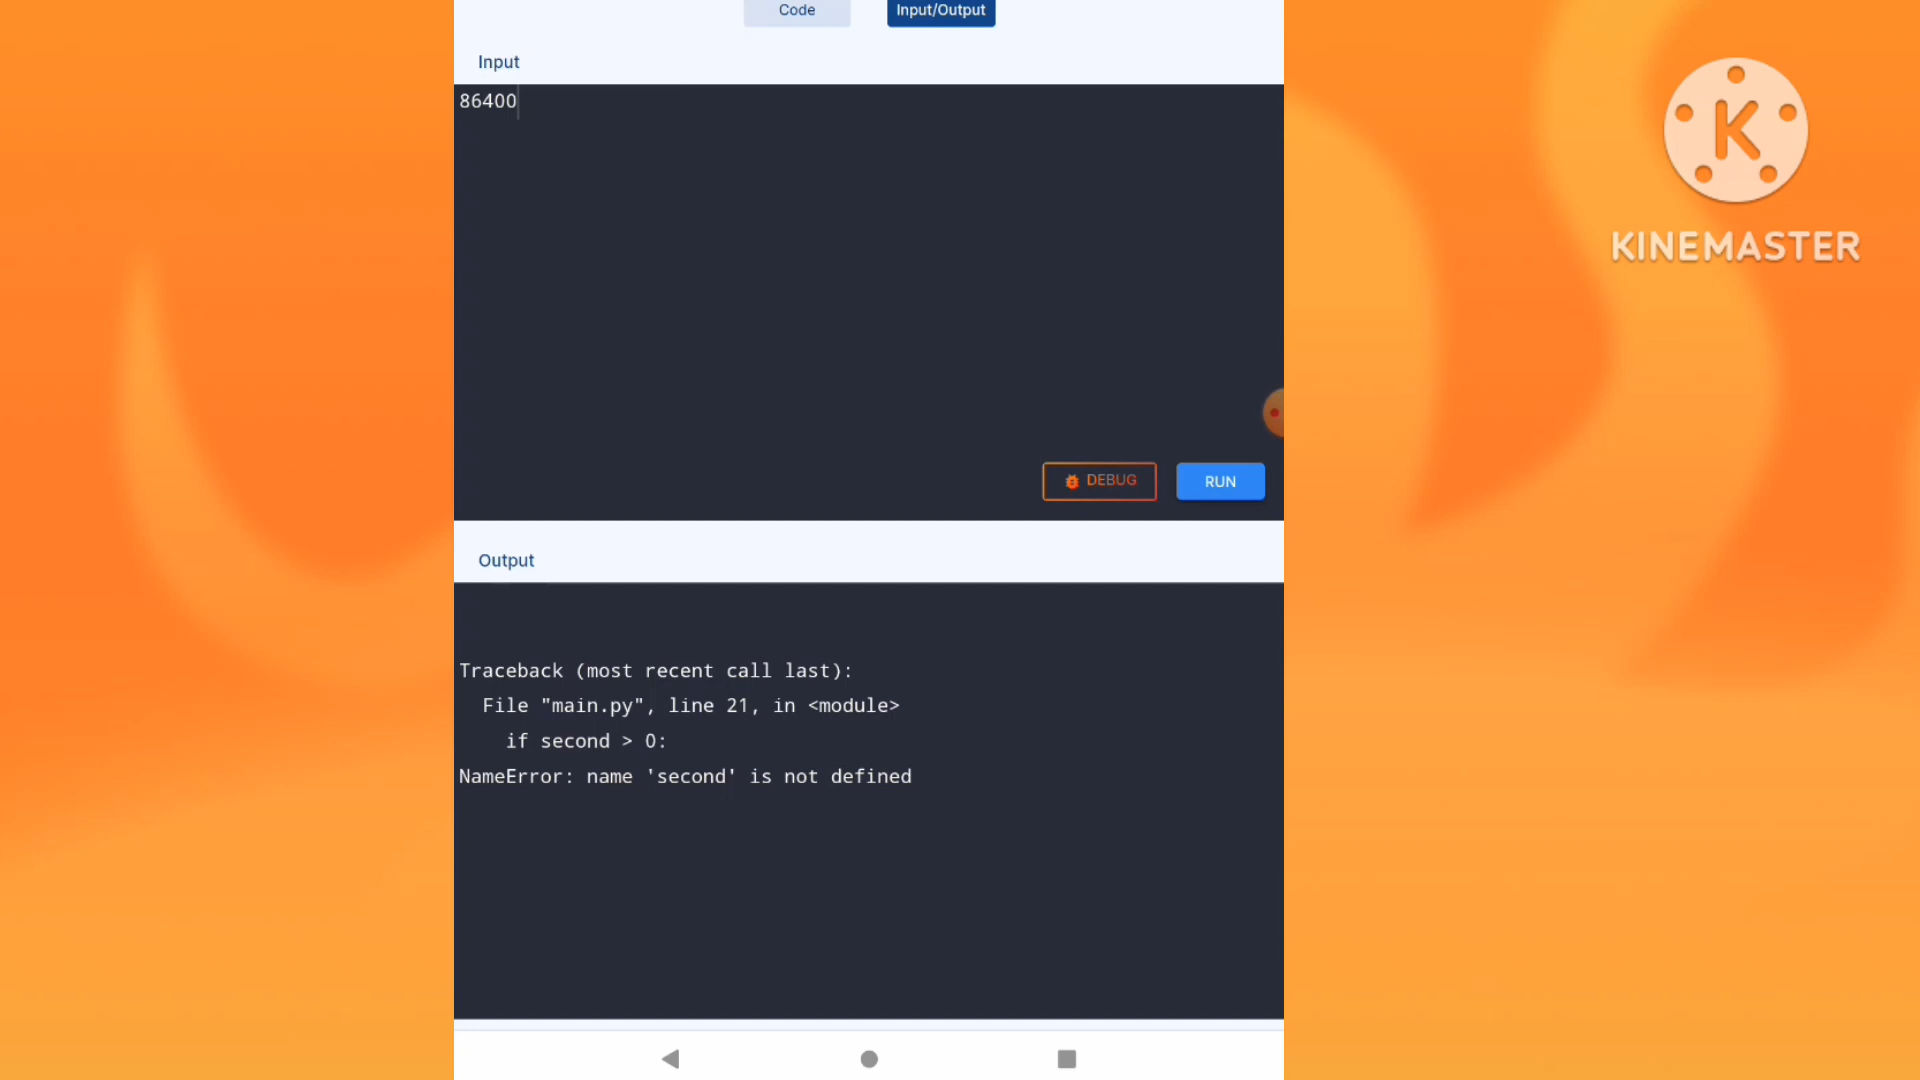 Code
Input/Output
Input
86400
DEBUG
RUN
Output
Traceback (most recent call last):
  File "main.py", line 21, in <module>
    if second > 0:
NameError: name 'second' is not defined
K
KINEMASTER